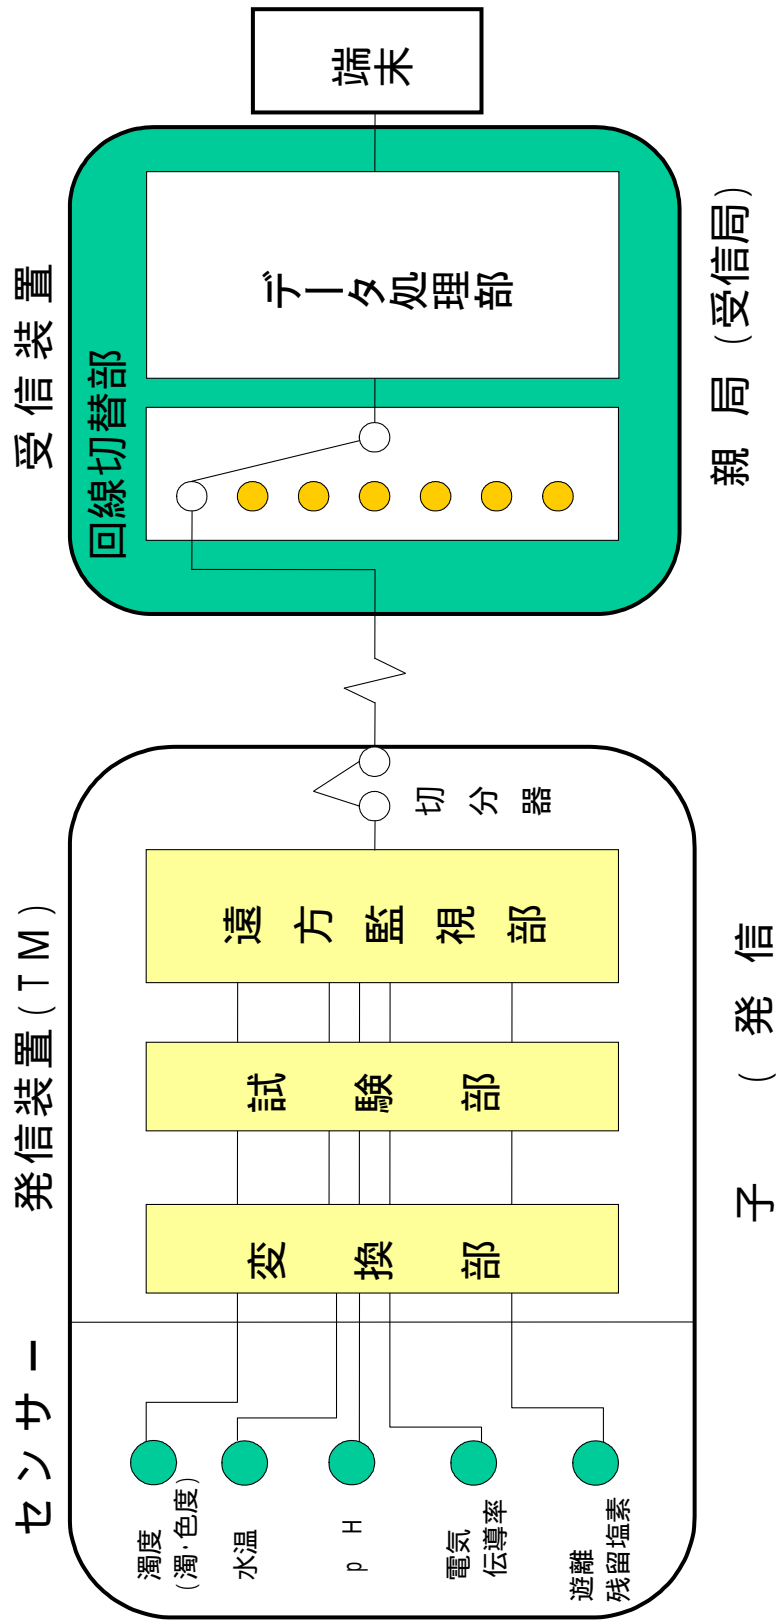 センサー
発信装置(TM)
受信装置
濁度
(濁･色度)
水温
pH
電気
伝導率
遊離
残留塩素
変換部
試験部
遠方監視部
切分器
回線切替部
データ処理部
端末
子 (発信
親局(受信局)